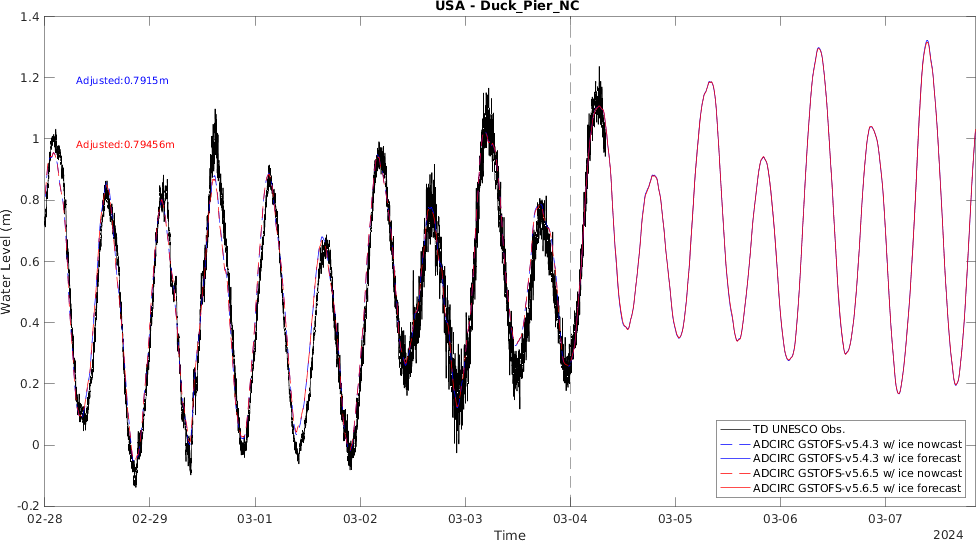 USA - Duck_Pier_NC
1.4
1.2
1
0.8
0.6
0.4
0.2
0
-0.2
Water Level (m)
Adjusted:0.7915m
Adjusted:0.79456m
TD UNESCO Obs.
ADCIRC GSTOFS-v5.4.3 w/ ice nowcast
ADCIRC GSTOFS-v5.4.3 w/ ice forecast
ADCIRC GSTOFS-v5.6.5 w/ ice nowcast
ADCIRC GSTOFS-v5.6.5 w/ ice forecast
02-28 02-29 03-01 03-02 03-03 03-04 03-05 03-06 03-07
Time
2024